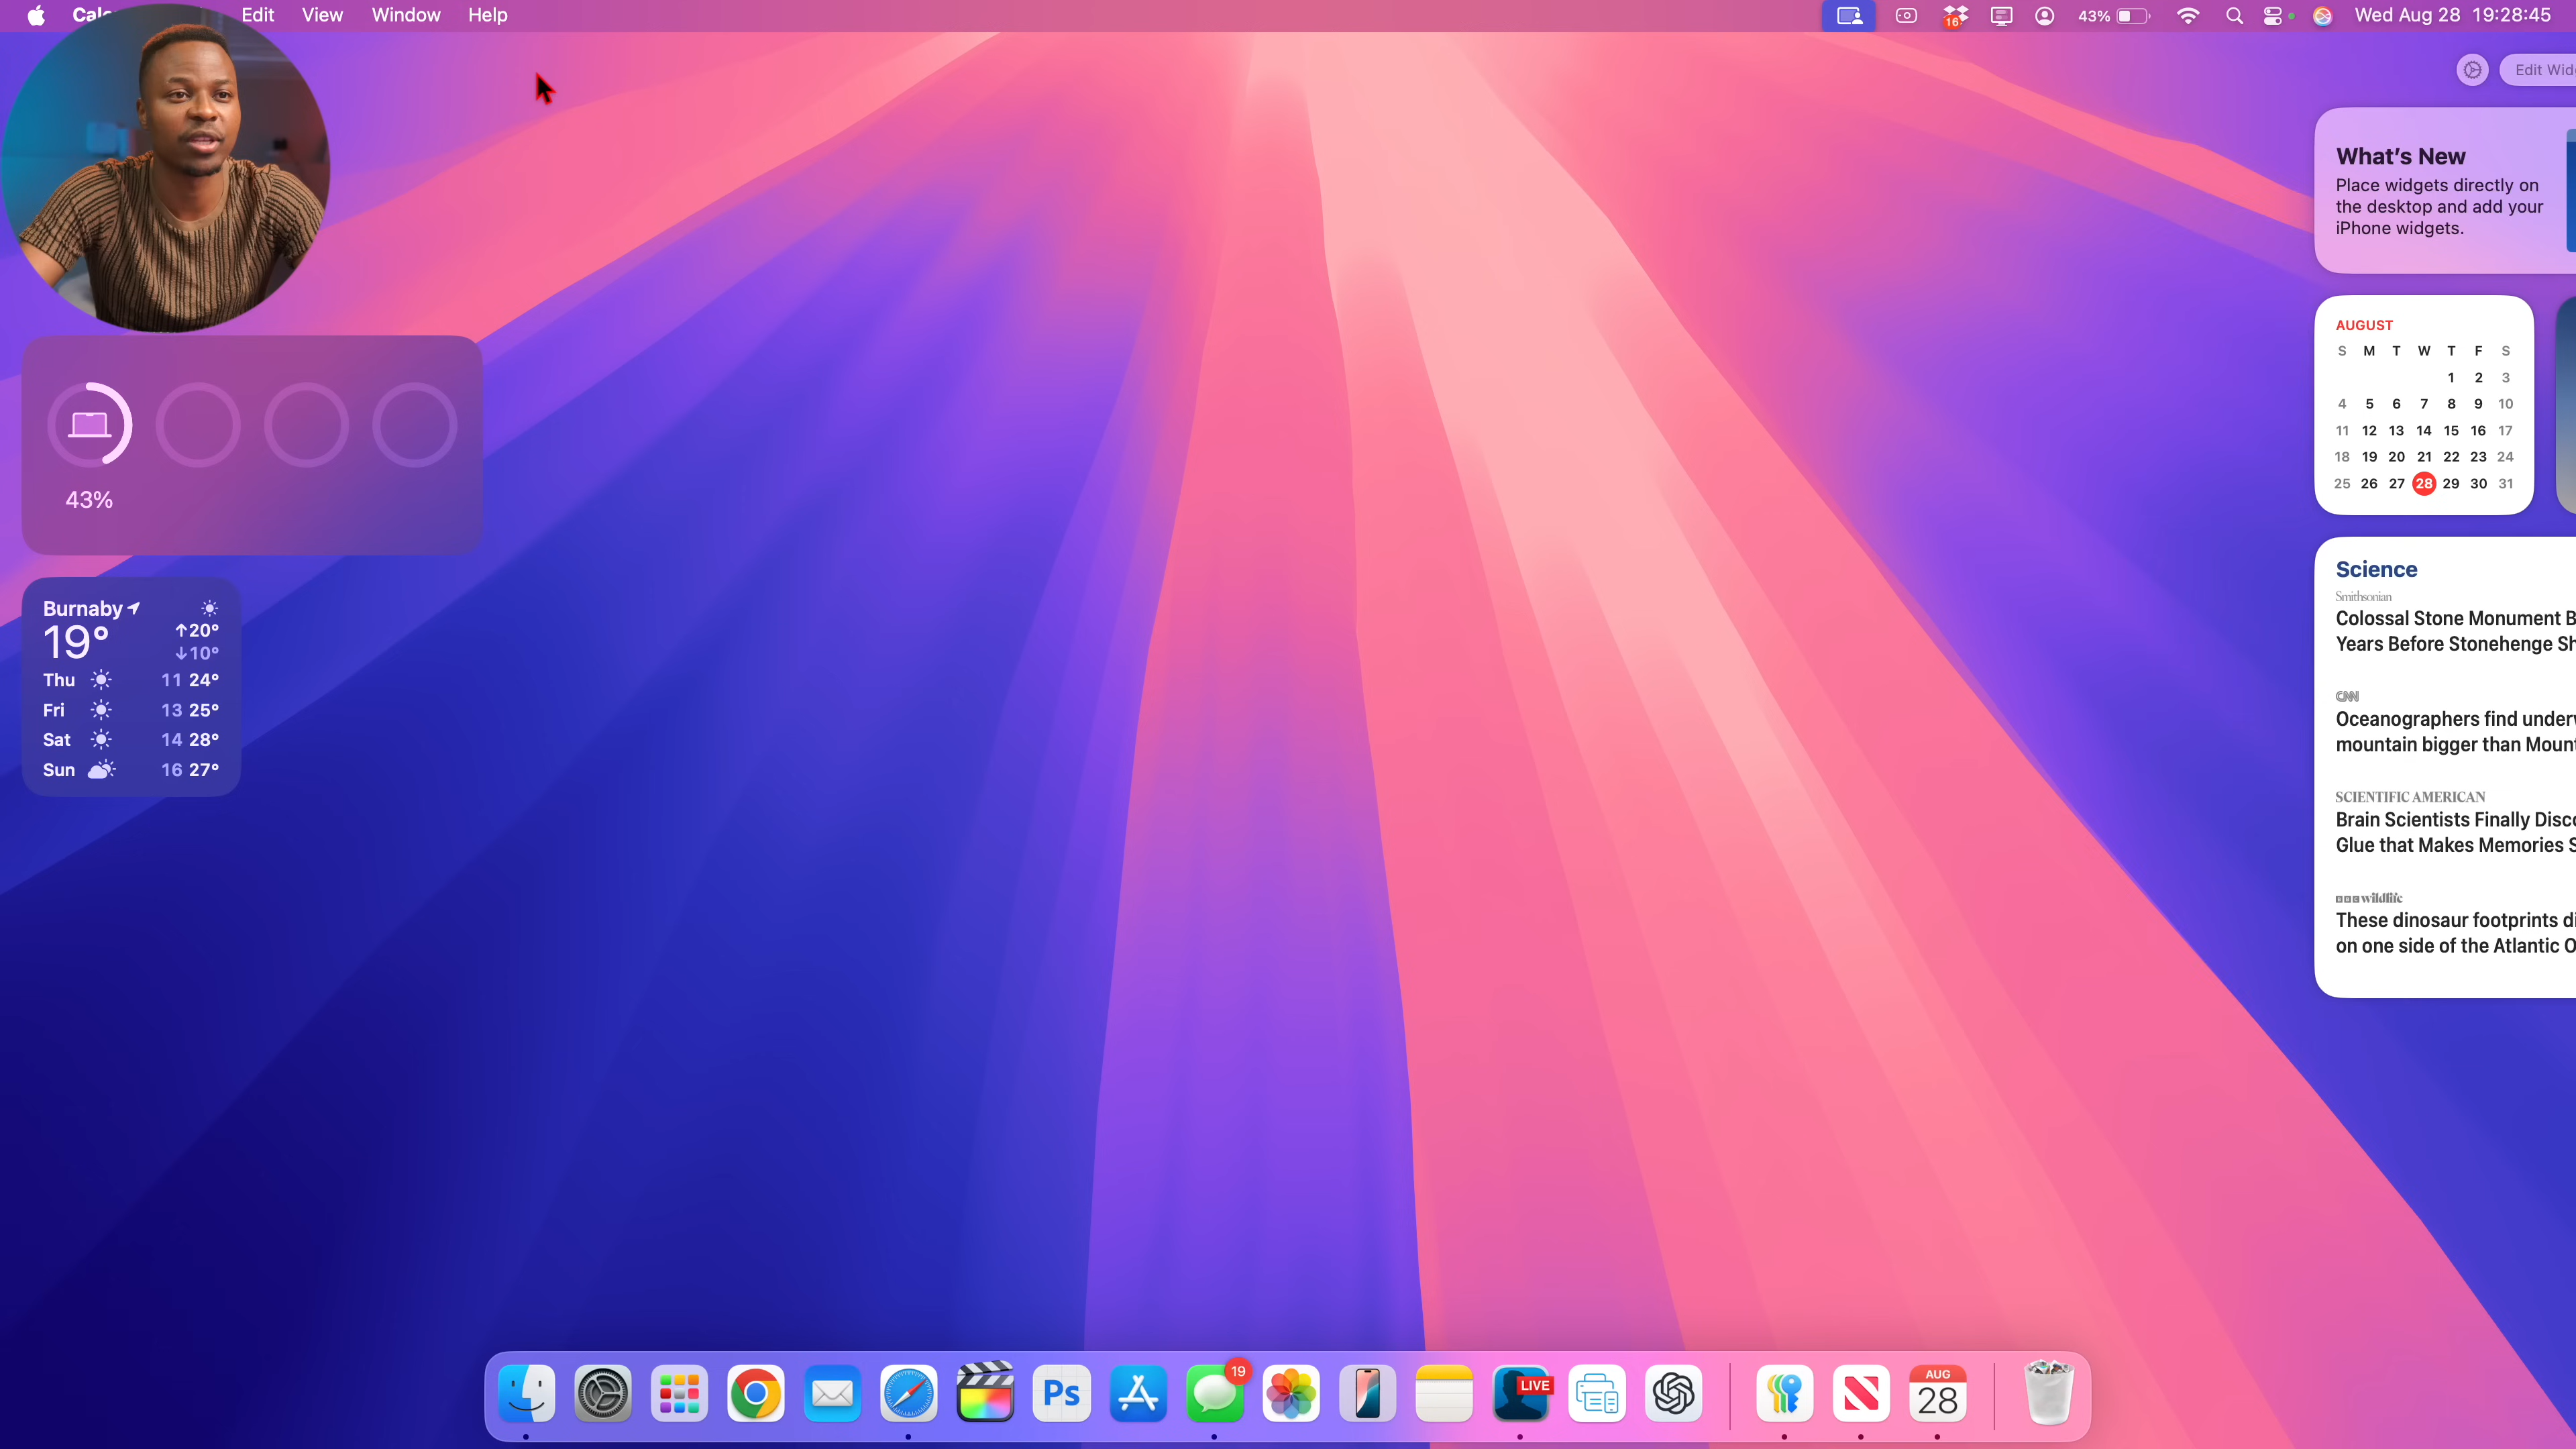 Edit View Window Help
16
43%
Wed Aug 28 19:28:45
Edit
What's New
Place widgets directly on
the desktop and add your
iPhone widgets.
43%
Burnaby
19°
↑20°
↓10°
Thu 11 24°
Fri 13 25°
Sat 14 28°
Sun 16 27°
AUGUST
S M T W T F S
1 2 3
4 5 6 7 8 9 10
11 12 13 14 15 16 17
18 19 20 21 22 23 24
25 26 27 28 29 30 31
Science
Smithsonian
Colossal Stone Monument
Years Before Stonehenge
CNN
Oceanographers find
mountain bigger than
SCIENTIFIC AMERICAN
Brain Scientists Finally
Glue that Makes Memories
BBC wildlife
These dinosaur footprints
on one side of the Atlantic
Ps
19
LIVE
AUG
28